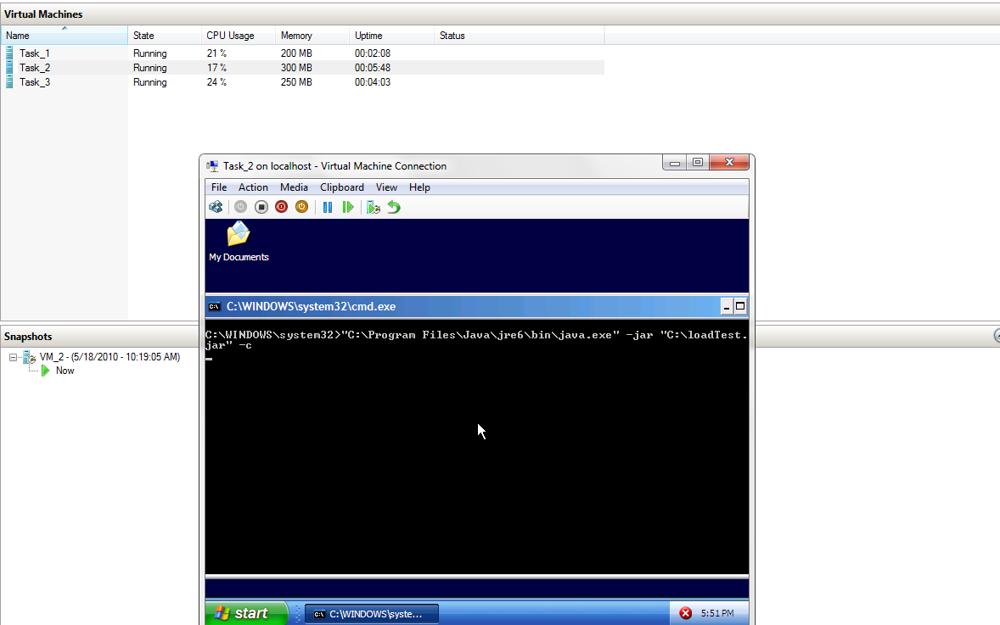 Virtual Machines
Name State CPU Usage Memory Uptime Status
Task_1 Running 21 % 200 MB 00:02:08
Task_2 Running 17 % 300 MB 00:05:48
Task_3 Running 24 % 250 MB 00:04:03
Task_2 on localhost - Virtual Machine Connection
File Action Media Clipboard View Help
My Documents
C:\WINDOWS\system32\cmd.exe
C:\WINDOWS\system32>"C:\Program Files\Java\jre6\bin\java.exe" -jar "C:\loadTest.
jar" -c
Snapshots
VM_2 - (5/18/2010 - 10:19:05 AM)
Now
start C:\WINDOWS\syste... 5:51 PM